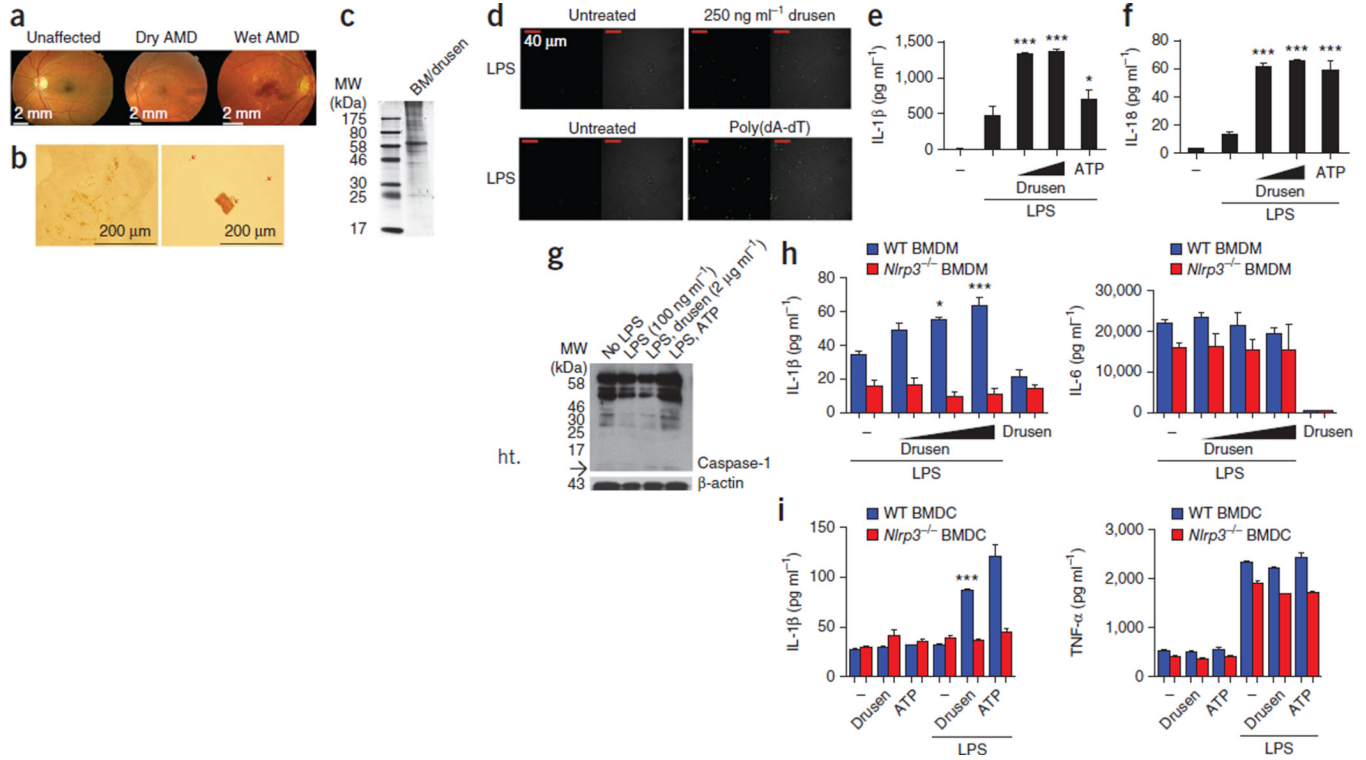 a
Unaffected Dry AMD Wet AMD
2 mm 2 mm 2 mm
b
200 μm 200 μm
c
BM/drusen
MW
(kDa)
175
80
58
46
30
25
17
d
Untreated 250 ng ml⁻¹ drusen
40 μm
LPS
Untreated Poly(dA-dT)
LPS
e
IL-1β (pg ml⁻¹)
1,500
1,000
500
0
*** *** *
– ATP
Drusen
LPS
f
IL-18 (pg ml⁻¹)
80
60
40
20
0
*** *** ***
– ATP
Drusen
LPS
g
No LPS
LPS (100 ng ml⁻¹)
LPS, drusen (2 μg ml⁻¹)
LPS, ATP
MW
(kDa)
58
46
30
25
17
ht.
Caspase-1
43 β-actin
h
WT BMDM
Nlrp3⁻/⁻ BMDM
IL-1β (pg ml⁻¹)
80
60
40
20
0
* ***
– Drusen
Drusen
LPS
WT BMDM
Nlrp3⁻/⁻ BMDM
IL-6 (pg ml⁻¹)
30,000
20,000
10,000
0
– Drusen
Drusen
LPS
i
WT BMDC
Nlrp3⁻/⁻ BMDC
IL-1β (pg ml⁻¹)
150
100
50
0
***
– Drusen ATP – Drusen ATP
LPS
WT BMDC
Nlrp3⁻/⁻ BMDC
TNF-α (pg ml⁻¹)
3,000
2,000
1,000
0
– Drusen ATP – Drusen ATP
LPS